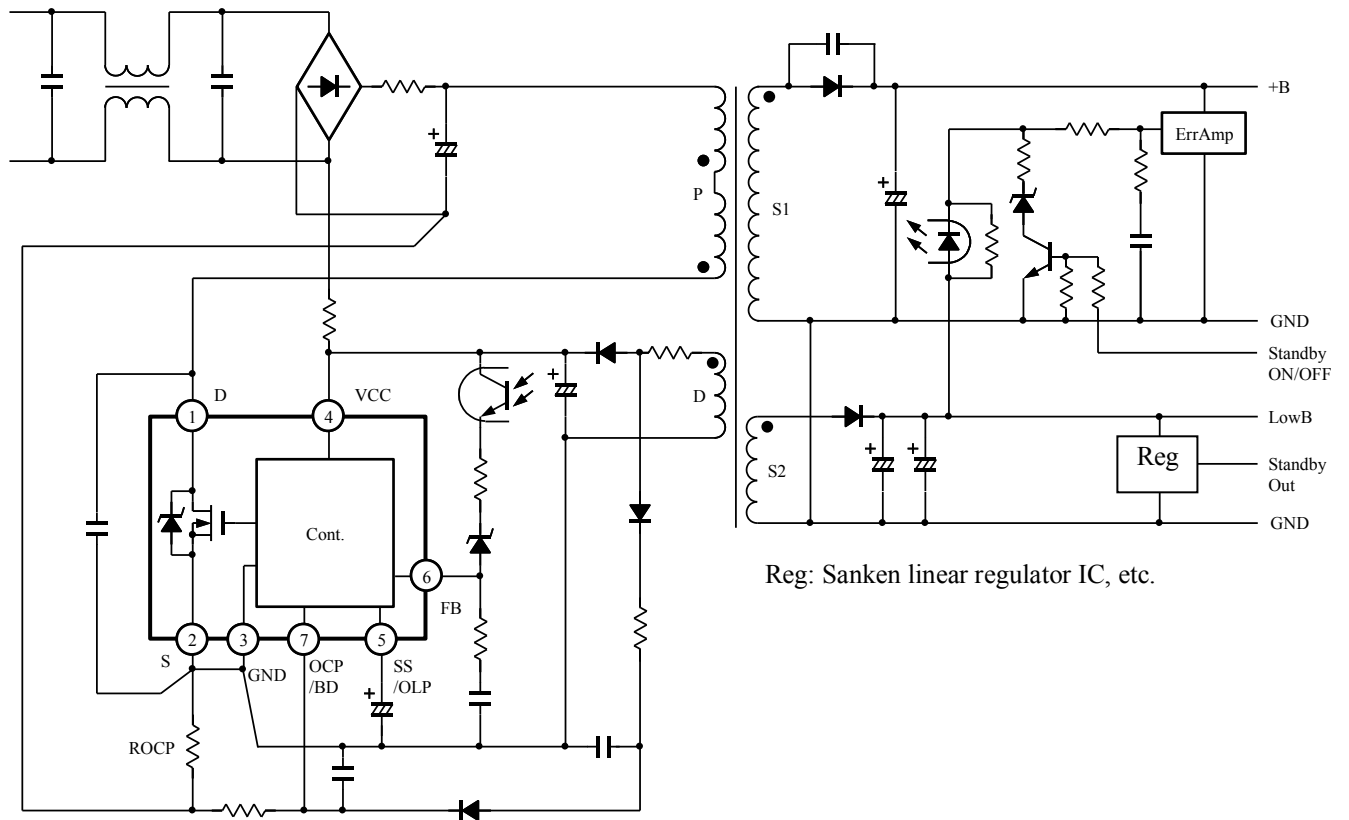 +B
ErrAmp
P
S1
GND
Standby
ON/OFF
D
VCC
D
1
4
LowB
Reg
S2
Standby
Out
Cont.
GND
6
FB
Reg: Sanken linear regulator IC, etc.
2
3
7
5
S
GND
OCP
/BD
SS
/OLP
ROCP
+
+
+
+
+
+